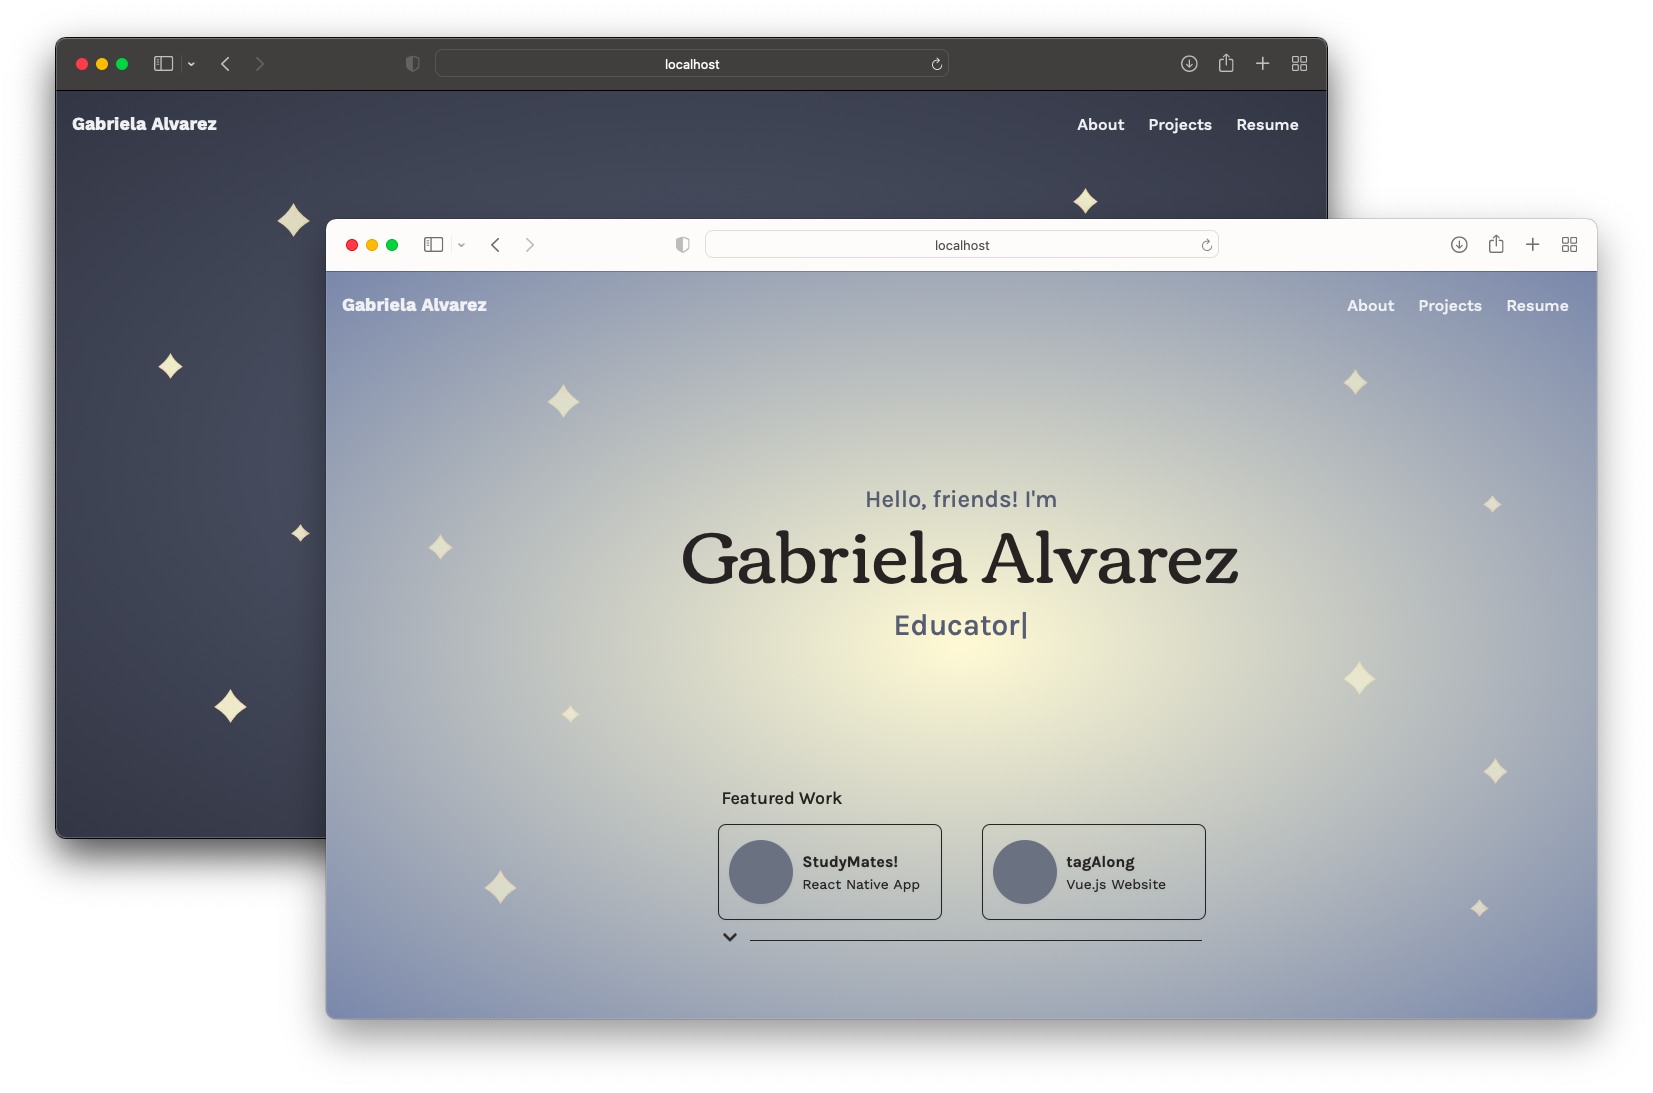 localhost
Gabriela Alvarez
About Projects Resume
localhost
Gabriela Alvarez
About Projects Resume
Hello, friends! I'm
Gabriela Alvarez
Educator|
Featured Work
StudyMates!
React Native App
tagAlong
Vue.js Website